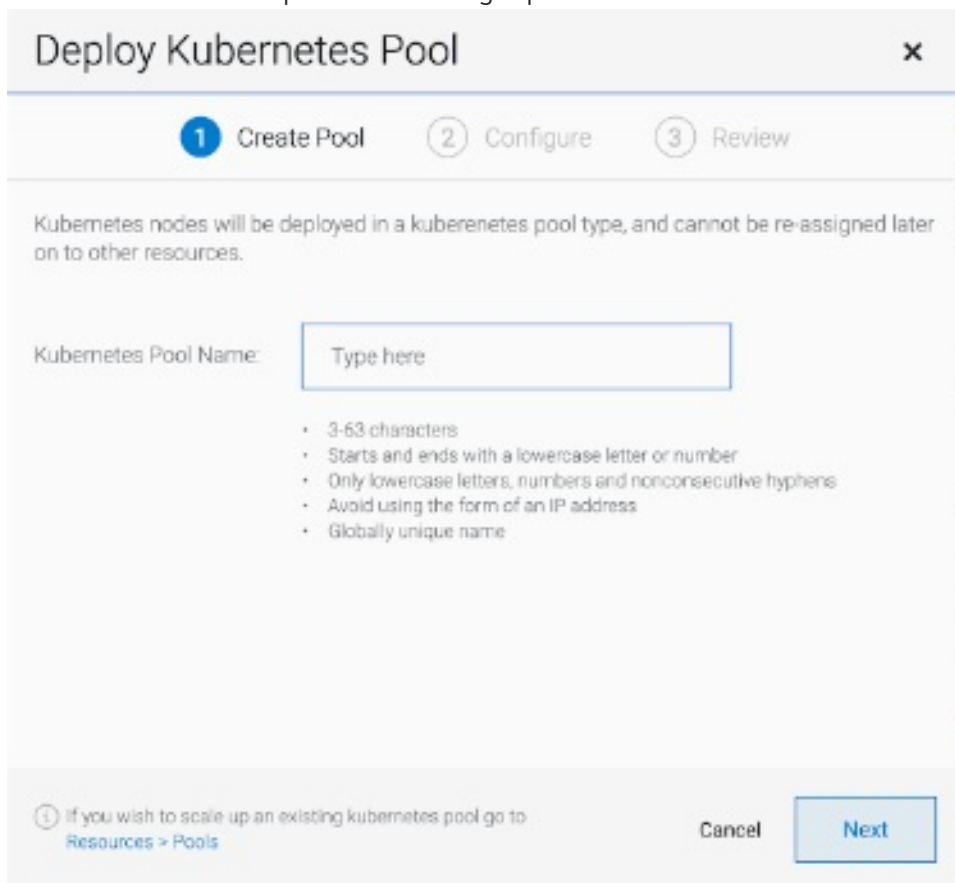 Deploy Kubernetes Pool ×
1 Create Pool 2 Configure 3 Review
Kubernetes nodes will be deployed in a kuberenetes pool type, and cannot be re-assigned later
on to other resources.
Kubernetes Pool Name: Type here
• 3-63 characters
• Starts and ends with a lowercase letter or number
• Only lowercase letters, numbers and nonconsecutive hyphens
• Avoid using the form of an IP address
• Globally unique name
If you wish to scale up an existing kubernetes pool go to
Resources > Pools
Cancel Next